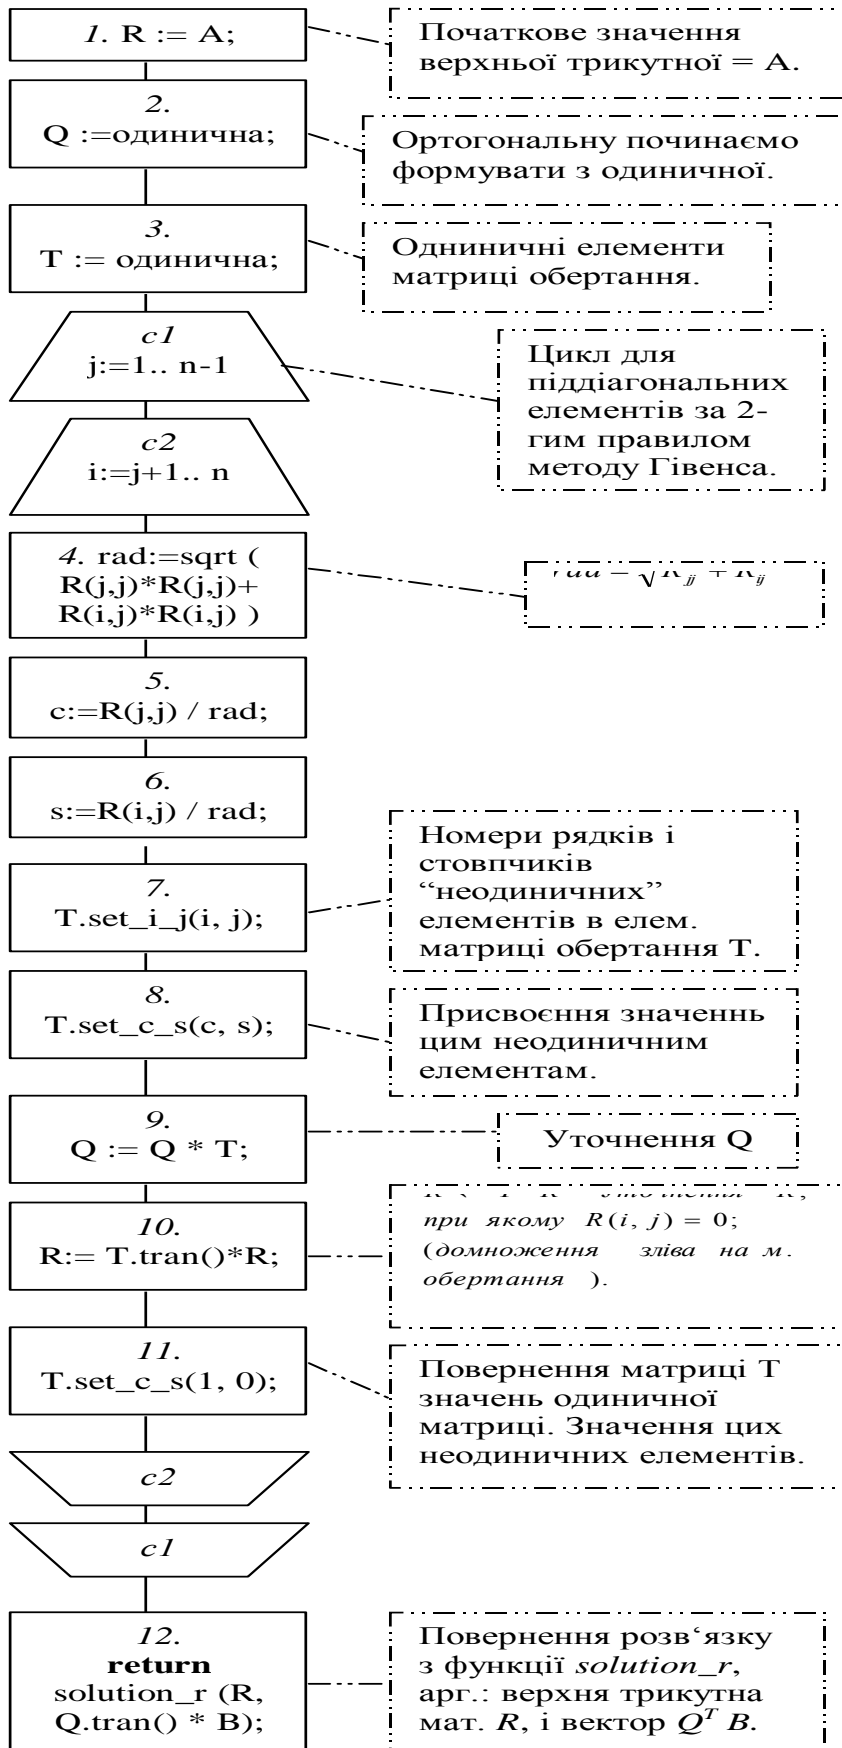 1. R := A;
Початкове значення
верхньої трикутної = А.
2.
Q :=одинична;
Ортогональну починаємо
формувати з одиничної.
3.
T := одинична;
Одниничні елементи
матриці обертання.
c1
j:=1.. n-1
Цикл для
піддіагональних
елементів за 2-
гим правилом
методу Гівенса.
c2
i:=j+1.. n
4. rad:=sqrt (
R(j,j)*R(j,j)+
R(i,j)*R(i,j) )
5.
c:=R(j,j) / rad;
6.
s:=R(i,j) / rad;
7.
T.set_i_j(i, j);
Номери рядків і
стовпчиків
“неодиничних”
елементів в елем.
матриці обертання Т.
8.
T.set_c_s(c, s);
Присвоєння значеннь
цим неодиничним
елементам.
9.
Q := Q * T;
Уточнення Q
10.
R:= T.tran()*R;
при якому R(i, j) = 0;
(домноження зліва на м.
обертання ).
11.
T.set_c_s(1, 0);
Повернення матриці Т
значень одиничної
матриці. Значення цих
неодиничних елементів.
c2
c1
12.
return
solution_r (R,
Q.tran() * B);
Повернення розв‘язку
з функції solution_r,
арг.: верхня трикутна
мат. R, і вектор Q^T B.